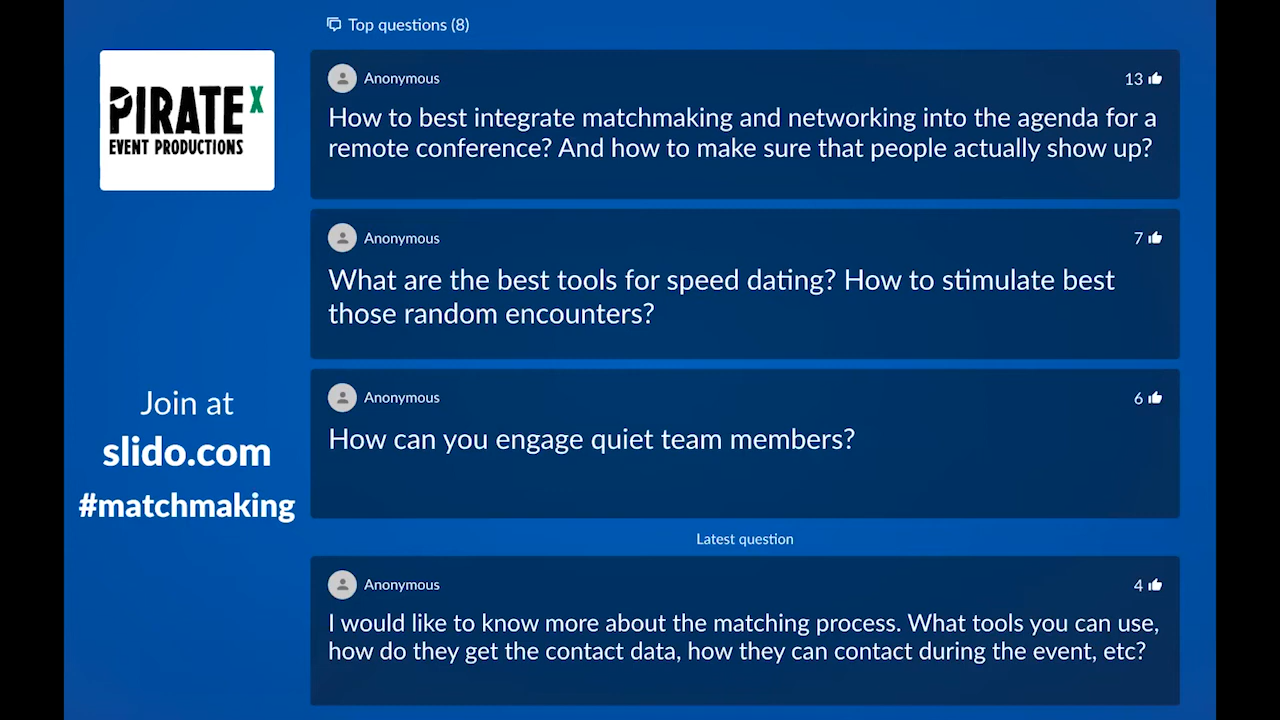 Top questions (8)
PIRATE X
EVENT PRODUCTIONS
Join at
slido.com
#matchmaking
Anonymous
13
How to best integrate matchmaking and networking into the agenda for a
remote conference? And how to make sure that people actually show up?
Anonymous
7
What are the best tools for speed dating? How to stimulate best
those random encounters?
Anonymous
6
How can you engage quiet team members?
Latest question
Anonymous
4
I would like to know more about the matching process. What tools you can use,
how do they get the contact data, how they can contact during the event, etc?